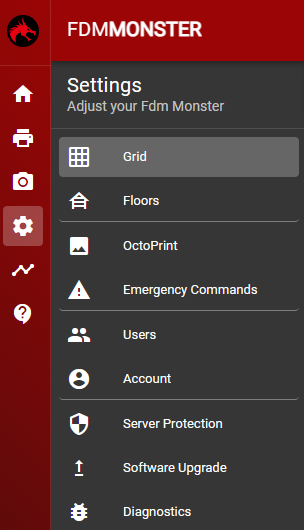 FDMMONSTER
Settings
Adjust your Fdm Monster
Grid
Floors
OctoPrint
Emergency Commands
Users
Account
Server Protection
Software Upgrade
Diagnostics